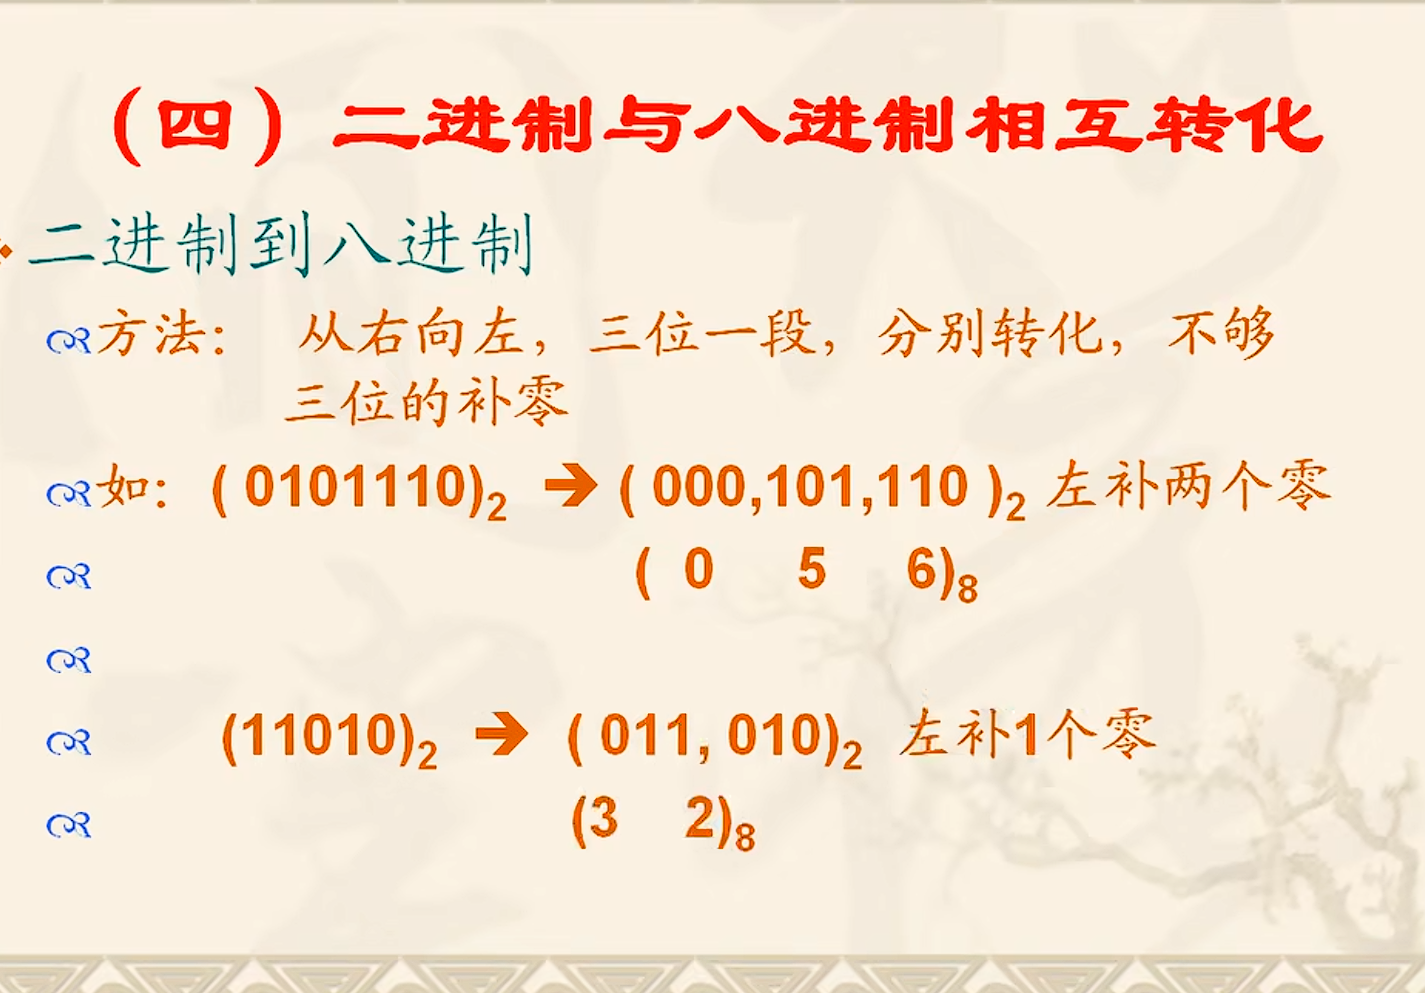 （四）二进制与八进制相互转化
二进制到八进制
方法： 从右向左，三位一段，分别转化，不够
三位的补零
如： ( 0101110)₂ → ( 000,101,110 )₂ 左补两个零
( 0 5 6)₈
(11010)₂ → ( 011, 010)₂ 左补1个零
(3 2)₈